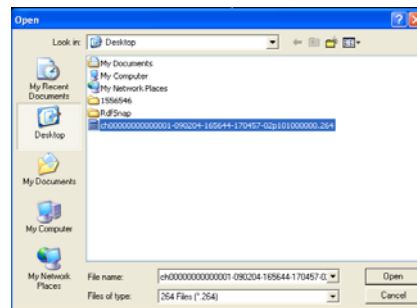 Open
Look in: Desktop
My Documents
My Computer
My Network Places
1556546
RdfSnap
ch00000000000001-090204-165644-170457-02p101000000.264
My Recent
Documents
Desktop
My Documents
My Computer
My Network
Places
File name: ch00000000000001-090204-165644-170457-0
Files of type: 264 Files (*.264)
Open
Cancel